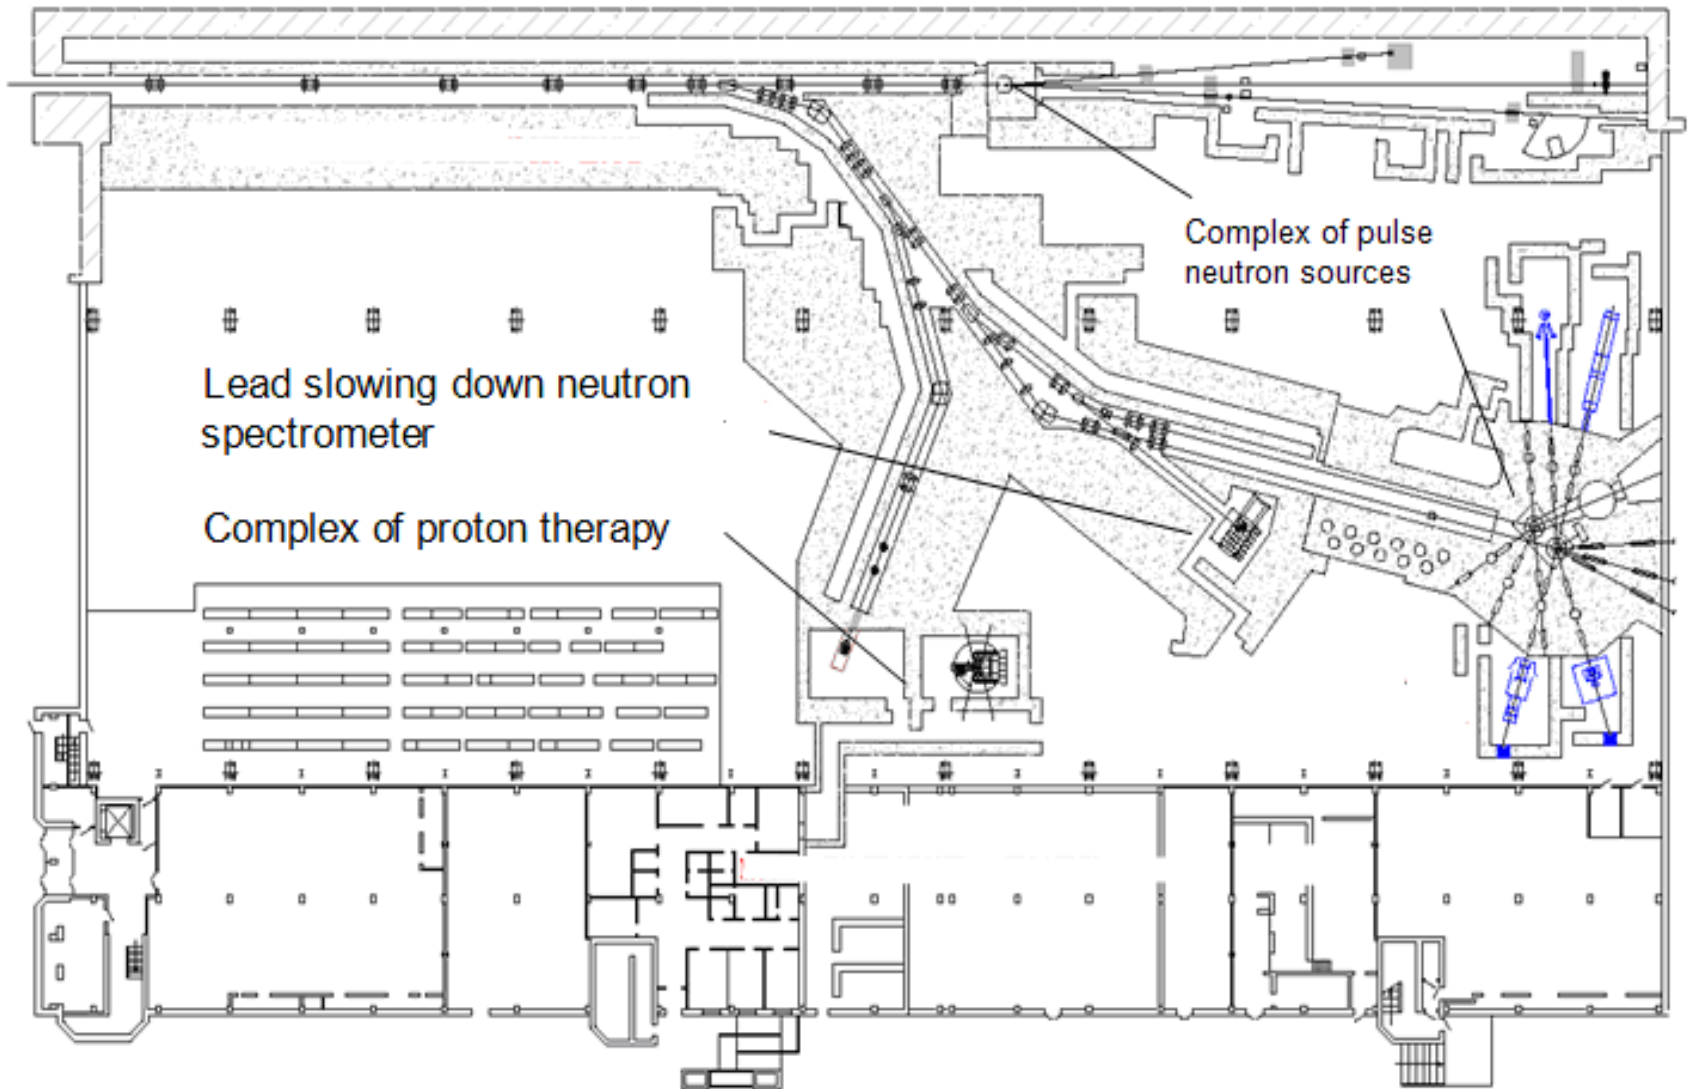 Complex of pulse
neutron sources
Lead slowing down neutron
spectrometer
Complex of proton therapy